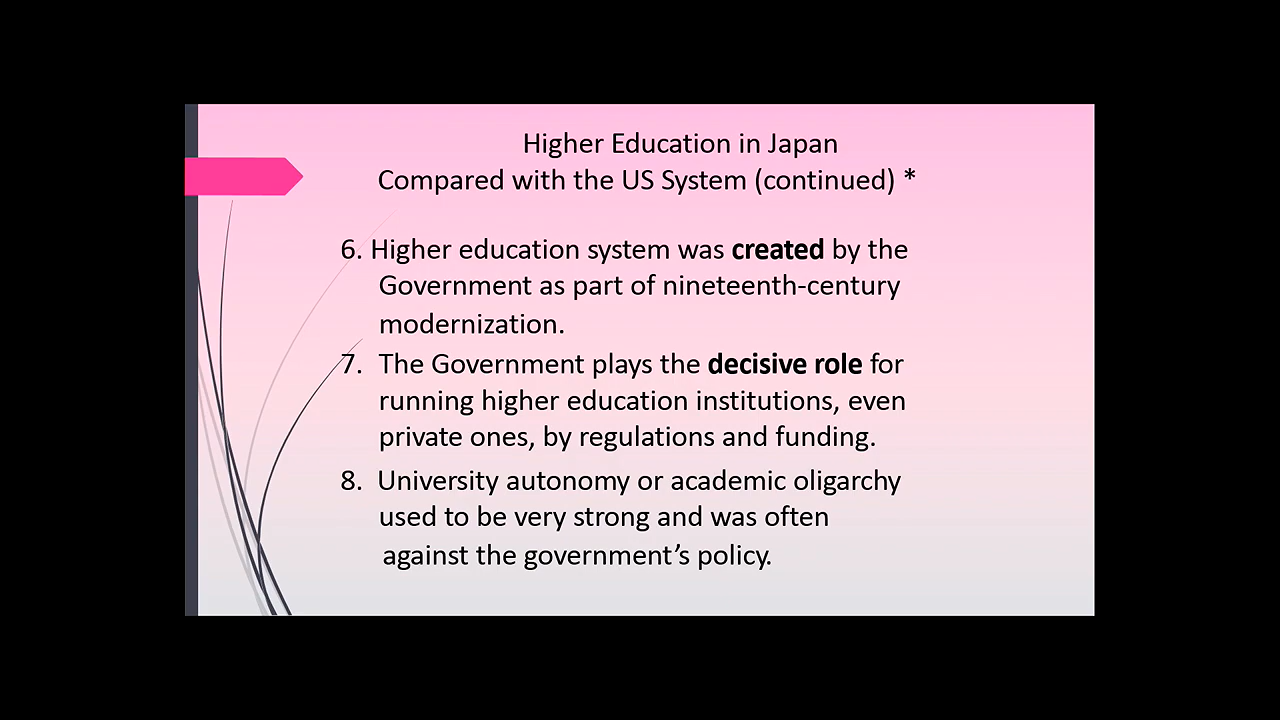 Higher Education in Japan
Compared with the US System (continued) *
6. Higher education system was created by the
Government as part of nineteenth-century
modernization.
7. The Government plays the decisive role for
running higher education institutions, even
private ones, by regulations and funding.
8. University autonomy or academic oligarchy
used to be very strong and was often
against the government’s policy.